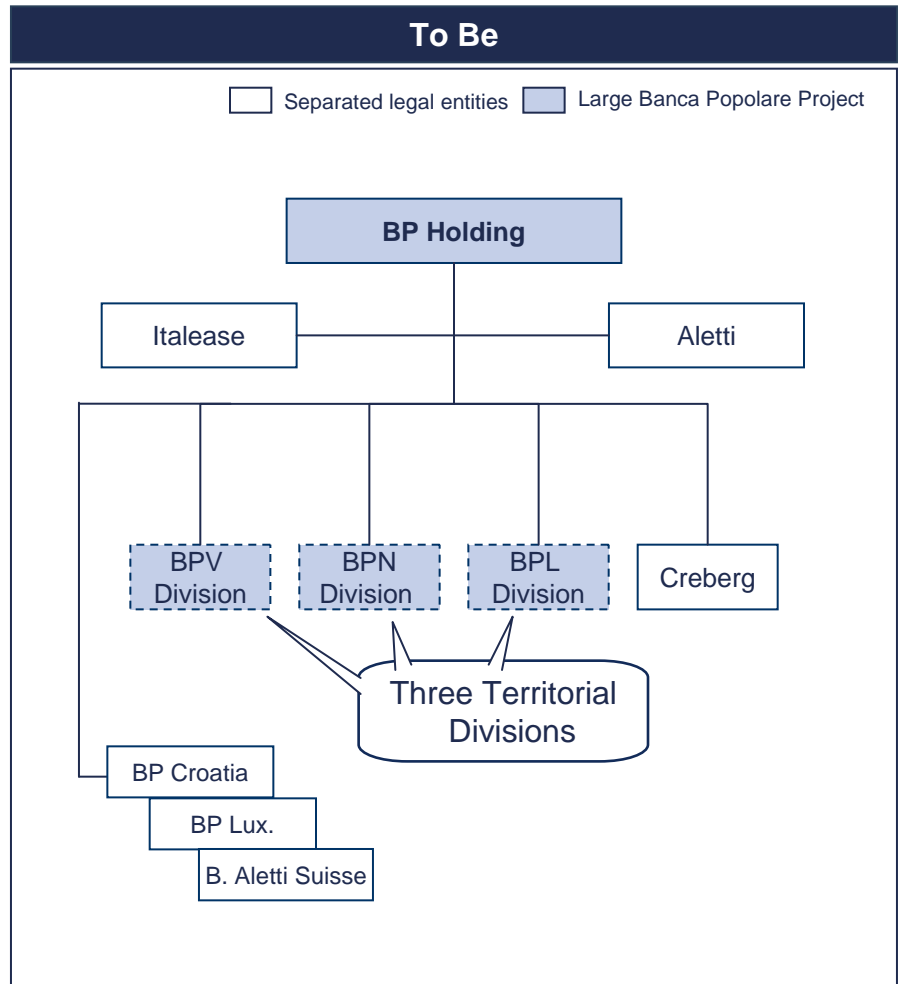 To Be
Separated legal entities
Large Banca Popolare Project
BP Holding
Italease
Aletti
BPV
Division
BPN
Division
BPL
Division
Creberg
Three Territorial
Divisions
BP Croatia
BP Lux.
B. Aletti Suisse